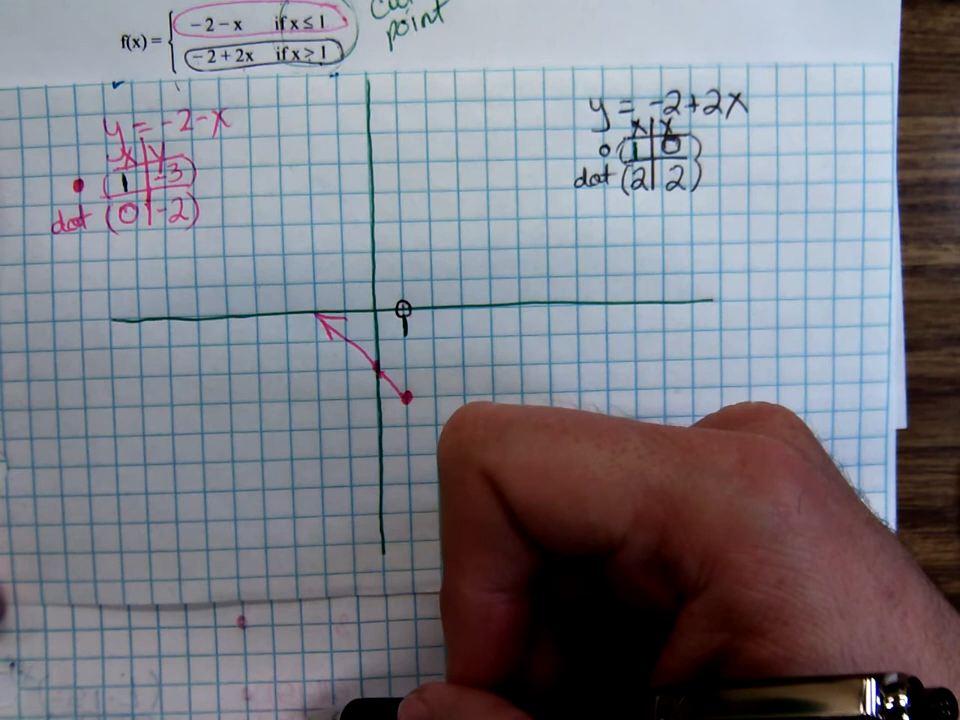 f(x) = { -2 - x if x ≤ 1
-2 + 2x if x > 1
point
y = -2 - x
x | y
1 | -3
dot (0 | -2)
y = -2 + 2x
x | y
(1 | 0)
dot (2 | 2)
1